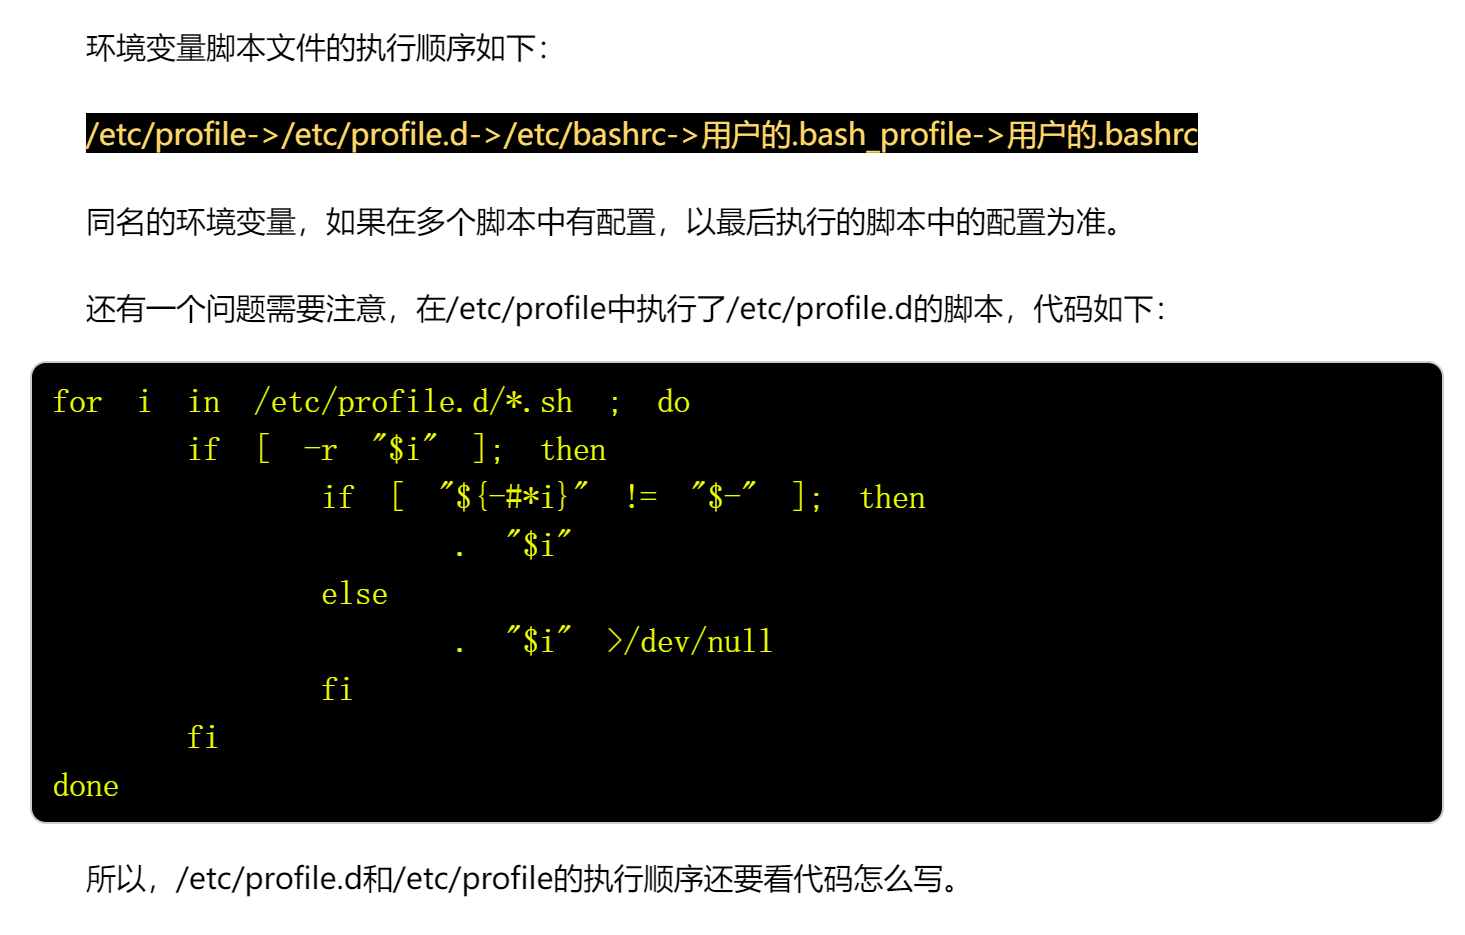 环境变量脚本文件的执行顺序如下：
/etc/profile->/etc/profile.d->/etc/bashrc->用户的.bash_profile->用户的.bashrc
同名的环境变量，如果在多个脚本中有配置，以最后执行的脚本中的配置为准。
还有一个问题需要注意，在/etc/profile中执行了/etc/profile.d的脚本，代码如下：
for i in /etc/profile.d/*.sh ; do
if [ -r "$i" ]; then
if [ "${-#*i}" != "$-" ]; then
. "$i"
else
. "$i" >/dev/null
fi
fi
done
所以，/etc/profile.d和/etc/profile的执行顺序还要看代码怎么写。